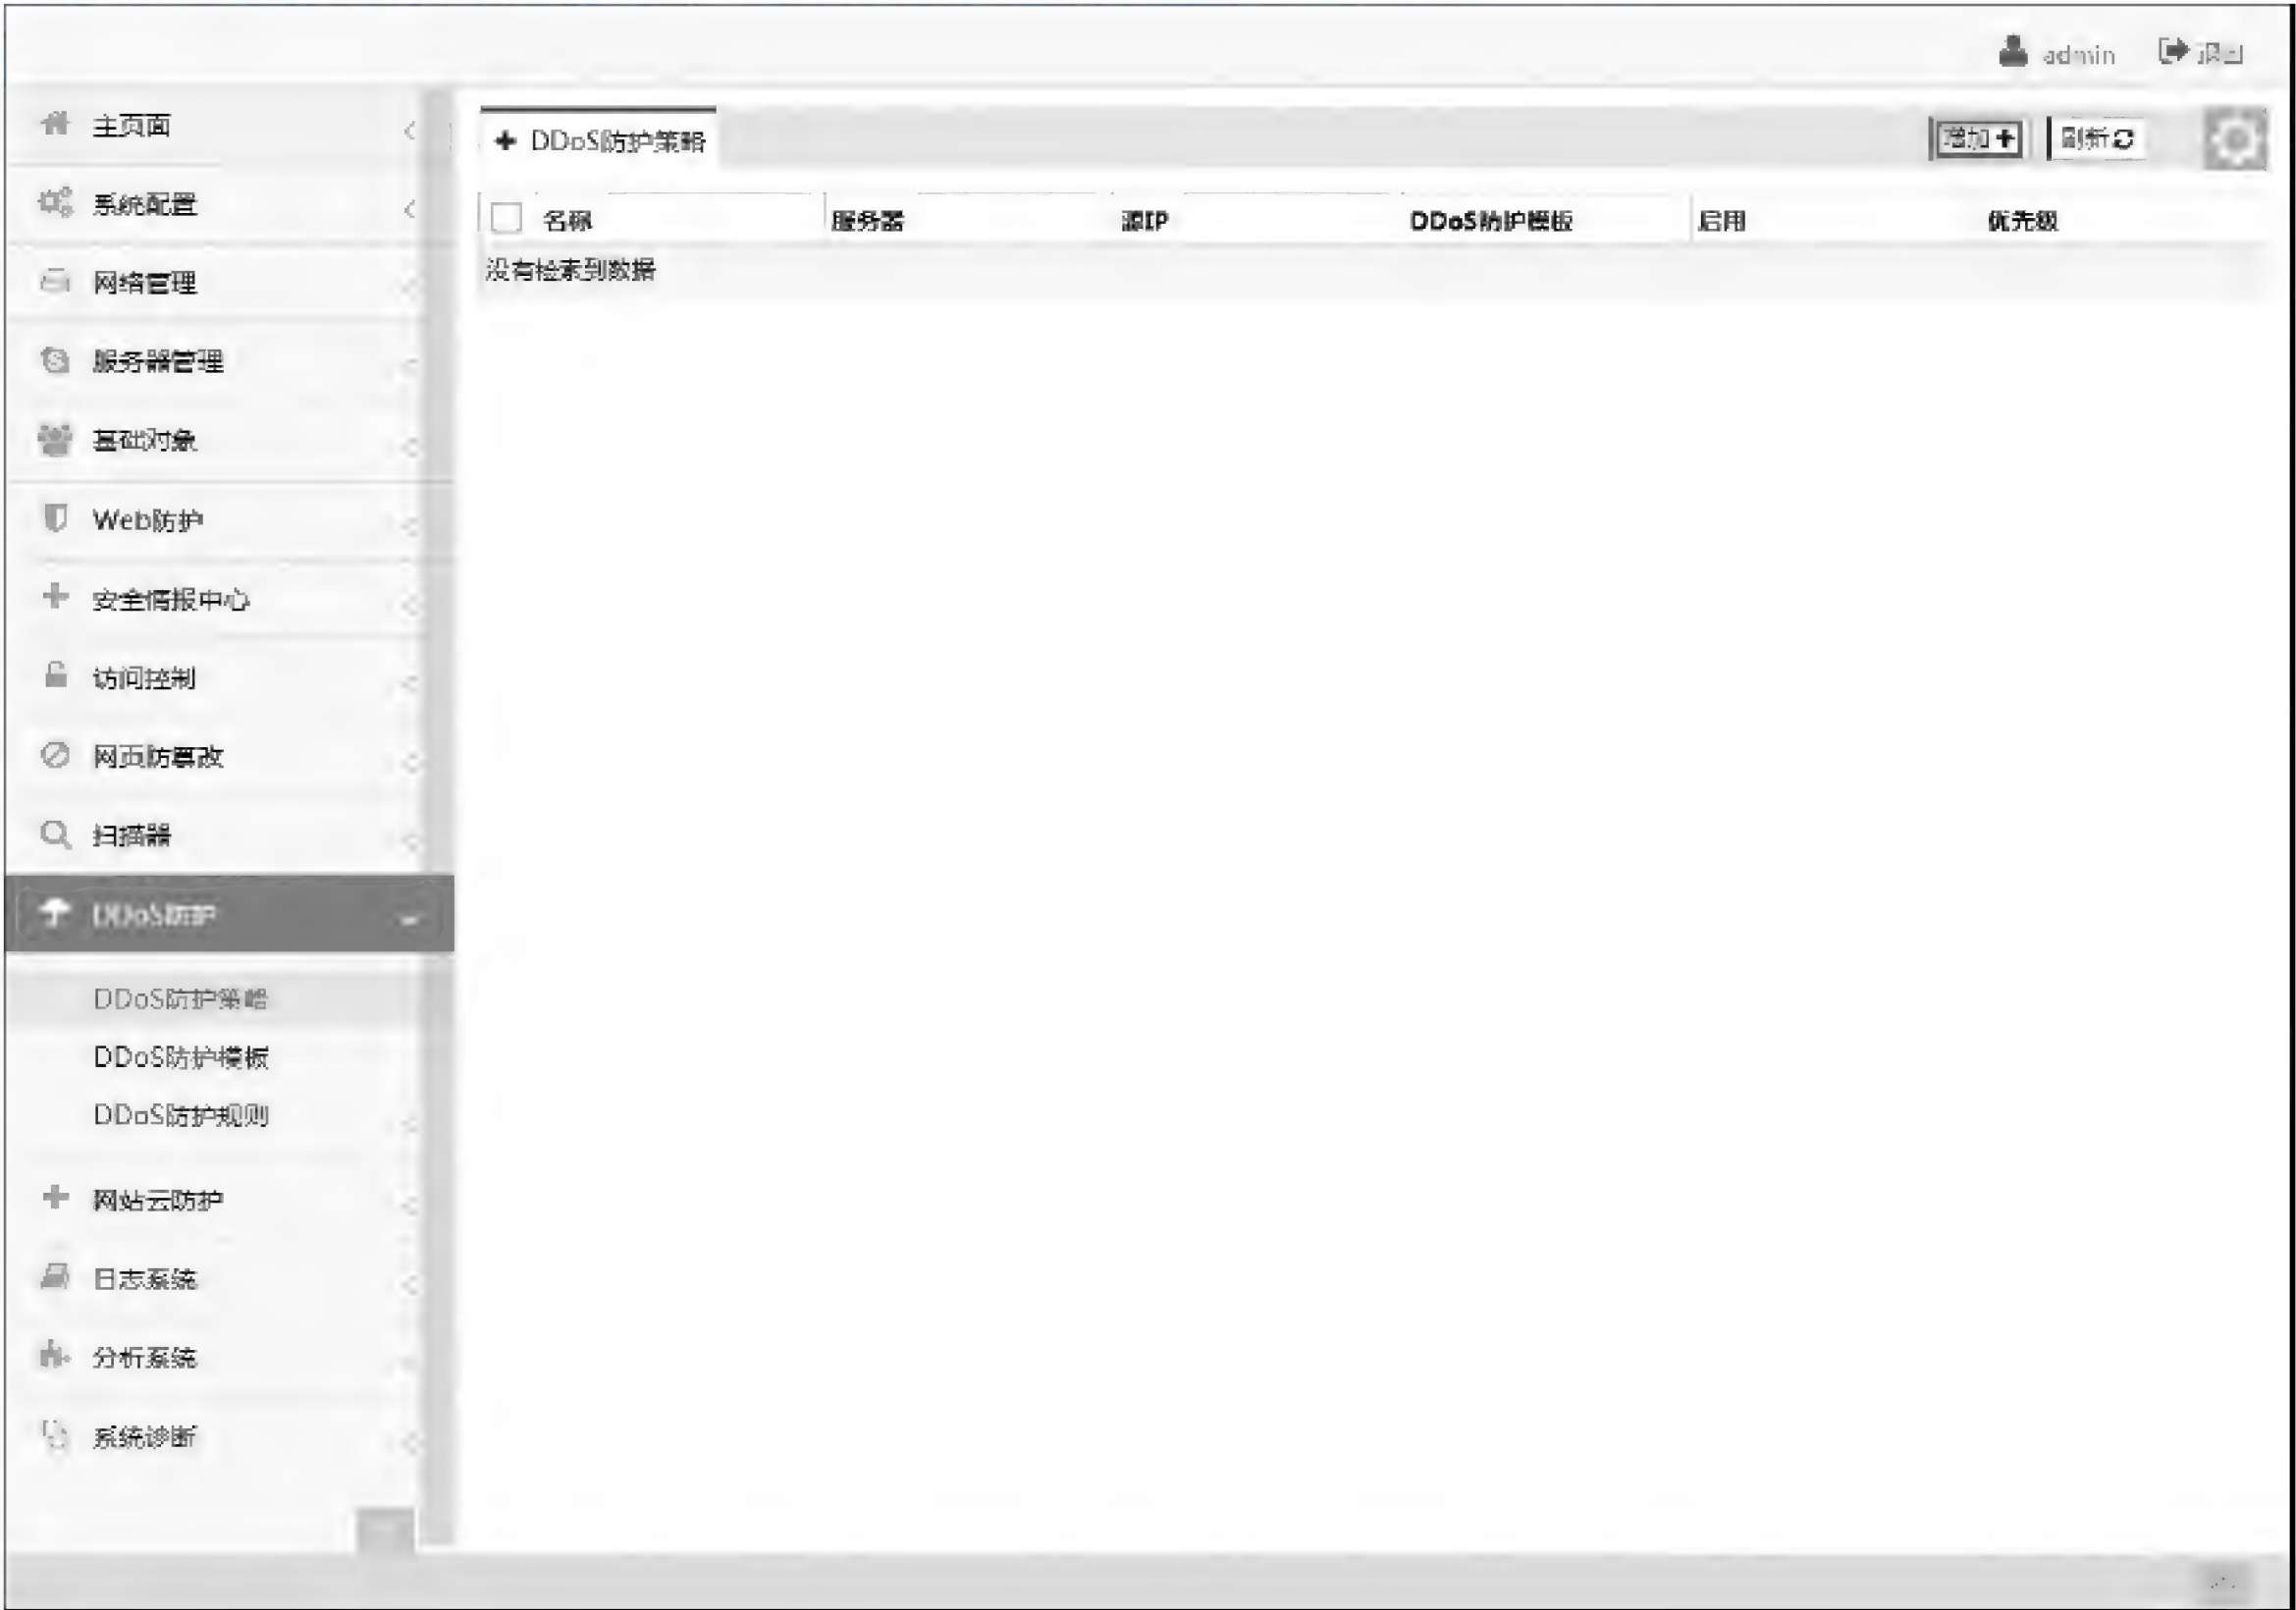 admin 退出
主页面
系统配置
网络管理
服务器管理
基础对象
Web防护
安全情报中心
访问控制
网页防篡改
扫描器
DDoS防护
DDoS防护策略
DDoS防护模板
DDoS防护规则
网站云防护
日志系统
分析系统
系统诊断
DDoS防护策略 增加 刷新
名称 服务器 源IP DDoS防护模板 启用 优先级
没有检索到数据